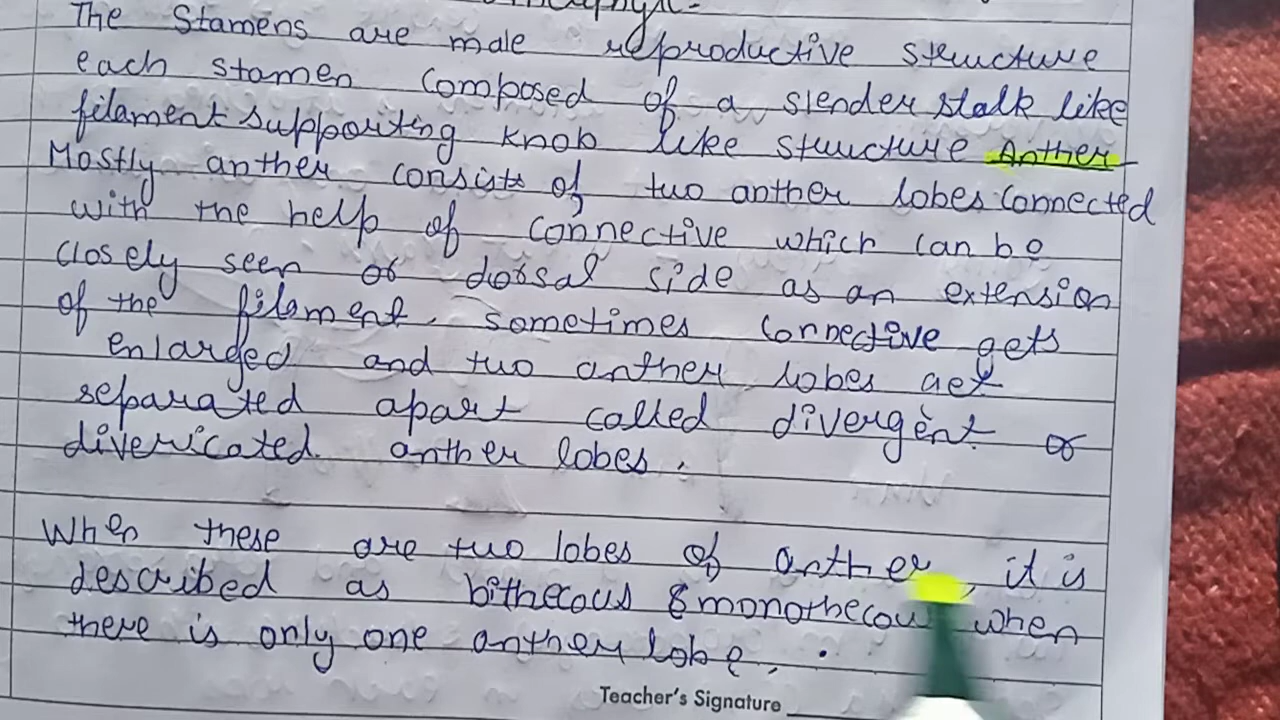 The Stamens are male reproductive structure
each stamen composed of a slender stalk like
filament supporting knob like structure Anther
Mostly anther consists of two anther lobes connected
with the help of connective which can be
closely seen or dorsal side as an extension
of the filament. sometimes connective gets
enlarged and two anther lobes get
separated apart called divergent or
divericated anther lobes.
When these are two lobes of anther, it is
described as bithecous & monothecou when
there is only one anther lobe.
Teacher's Signature